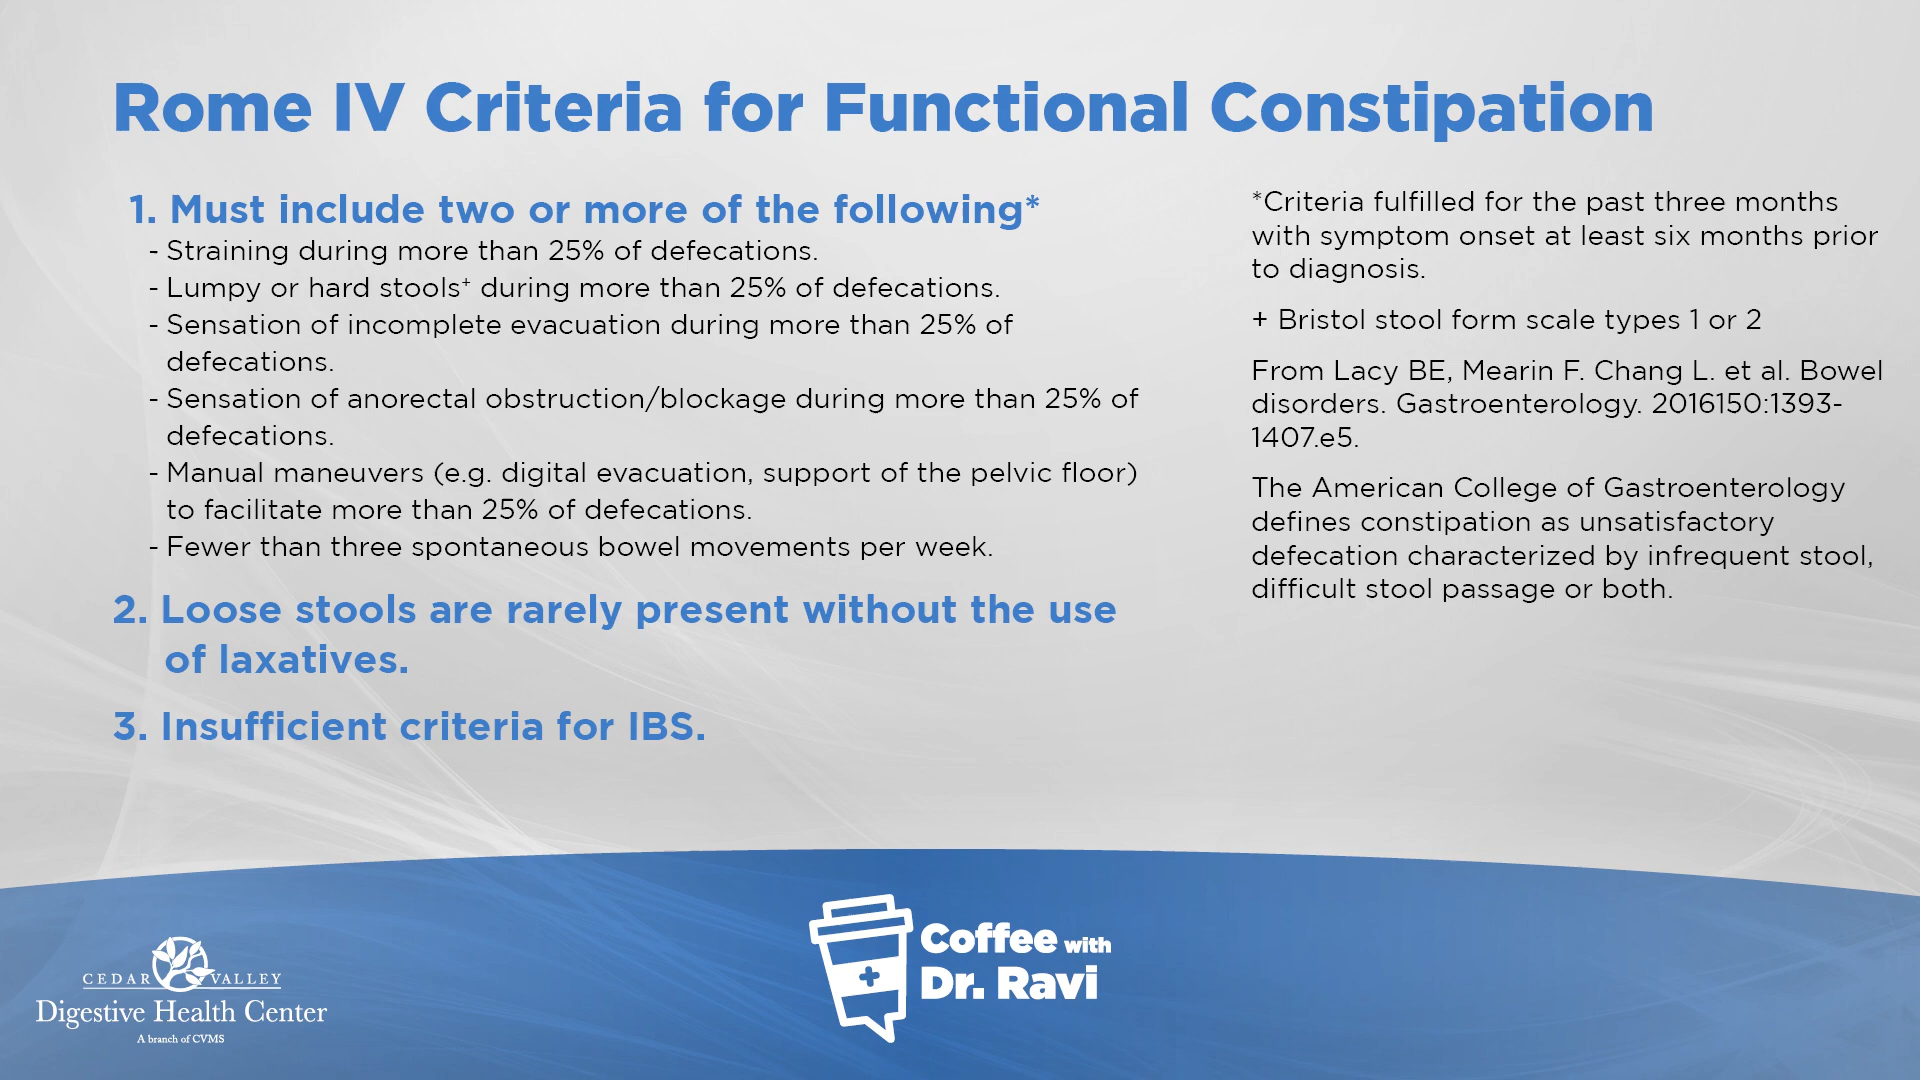 Rome IV Criteria for Functional Constipation
1. Must include two or more of the following*
- Straining during more than 25% of defecations.
- Lumpy or hard stools⁺ during more than 25% of defecations.
- Sensation of incomplete evacuation during more than 25% of
defecations.
- Sensation of anorectal obstruction/blockage during more than 25% of
defecations.
- Manual maneuvers (e.g. digital evacuation, support of the pelvic floor)
to facilitate more than 25% of defecations.
- Fewer than three spontaneous bowel movements per week.
2. Loose stools are rarely present without the use
of laxatives.
3. Insufficient criteria for IBS.
*Criteria fulfilled for the past three months
with symptom onset at least six months prior
to diagnosis.
+ Bristol stool form scale types 1 or 2
From Lacy BE, Mearin F. Chang L. et al. Bowel
disorders. Gastroenterology. 2016150:1393-
1407.e5.
The American College of Gastroenterology
defines constipation as unsatisfactory
defecation characterized by infrequent stool,
difficult stool passage or both.
CEDAR VALLEY
Digestive Health Center
A branch of CVMS
Coffee with
Dr. Ravi